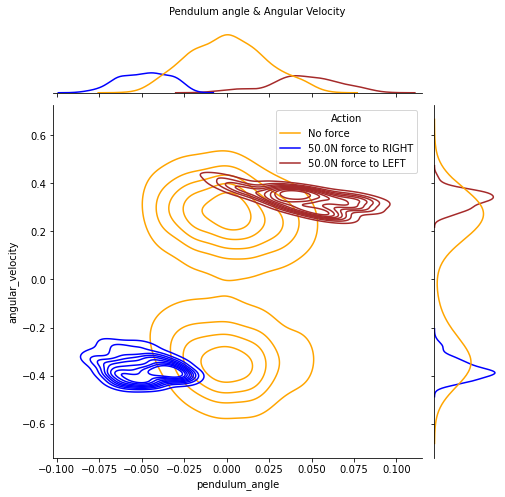 Pendulum angle & Angular Velocity
Action
No force
50.0N force to RIGHT
50.0N force to LEFT
0.6
0.4
0.2
0.0
−0.2
−0.4
−0.6
angular_velocity
−0.100 −0.075 −0.050 −0.025 0.000 0.025 0.050 0.075 0.100
pendulum_angle